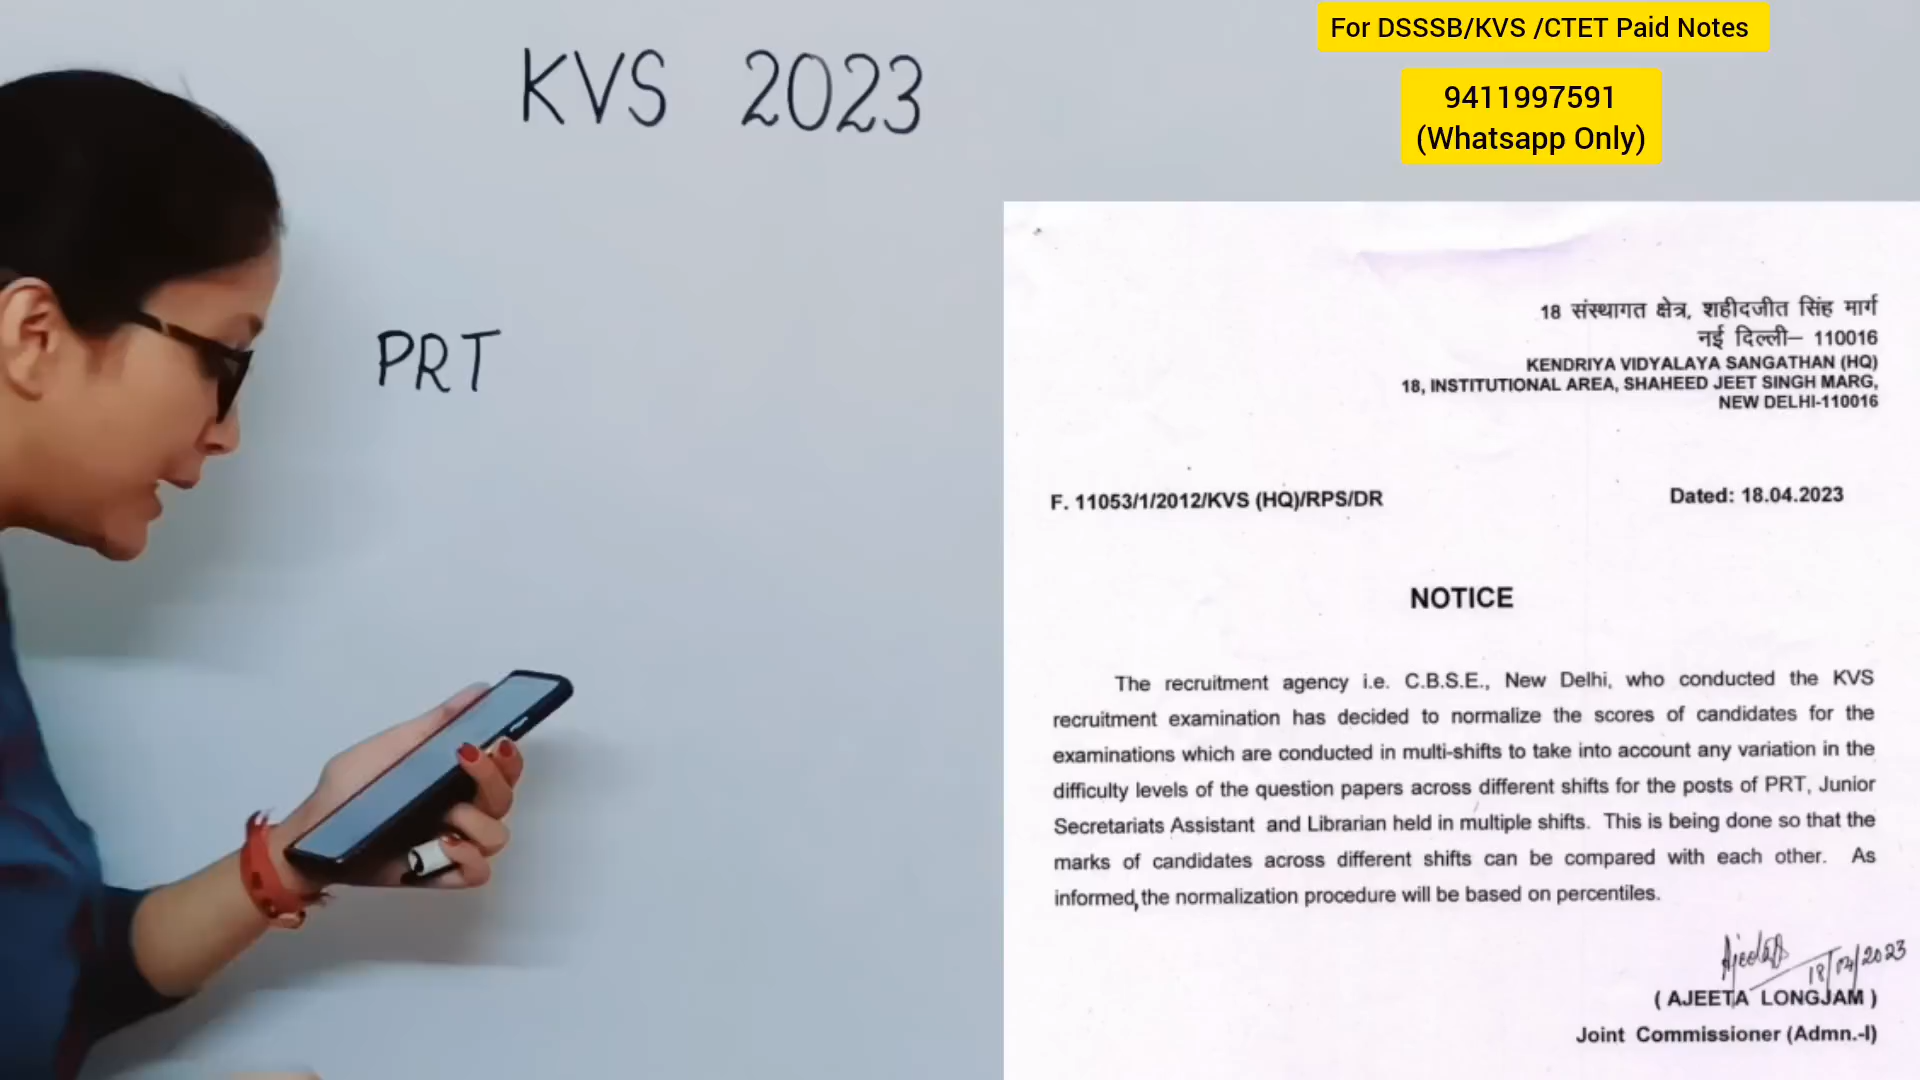 For DSSSB/KVS /CTET Paid Notes
9411997591
(Whatsapp Only)
KVS 2023
PRT
18 संस्थागत क्षेत्र, शहीदजीत सिंह मार्ग
नई दिल्ली– 110016
KENDRIYA VIDYALAYA SANGATHAN (HQ)
18, INSTITUTIONAL AREA, SHAHEED JEET SINGH MARG,
NEW DELHI-110016
F. 11053/1/2012/KVS (HQ)/RPS/DR
Dated: 18.04.2023
NOTICE
The recruitment agency i.e. C.B.S.E., New Delhi, who conducted the KVS
recruitment examination has decided to normalize the scores of candidates for the
examinations which are conducted in multi-shifts to take into account any variation in the
difficulty levels of the question papers across different shifts for the posts of PRT, Junior
Secretariats Assistant and Librarian held in multiple shifts. This is being done so that the
marks of candidates across different shifts can be compared with each other. As
informed, the normalization procedure will be based on percentiles.
18/04/2023
( AJEETA LONGJAM )
Joint Commissioner (Admn.-I)